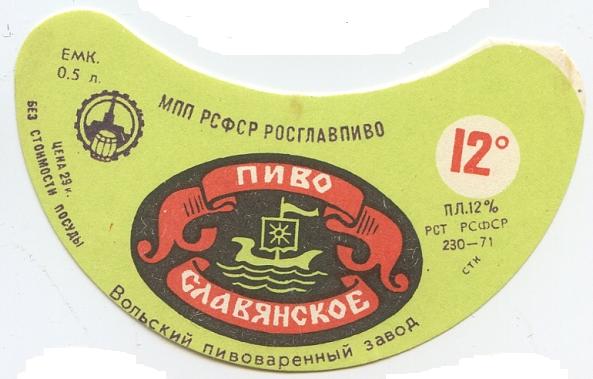 ЕМК.
0.5 л.
ЦЕНА 29 к.
БЕЗ СТОИМОСТИ ПОСУДЫ
МПП РСФСР РОСГЛАВПИВО
ПИВО
СЛАВЯНСКОЕ
Вольский пивоваренный завод
12°
ПЛ.12%
РСТ РСФСР
230—71
СТН